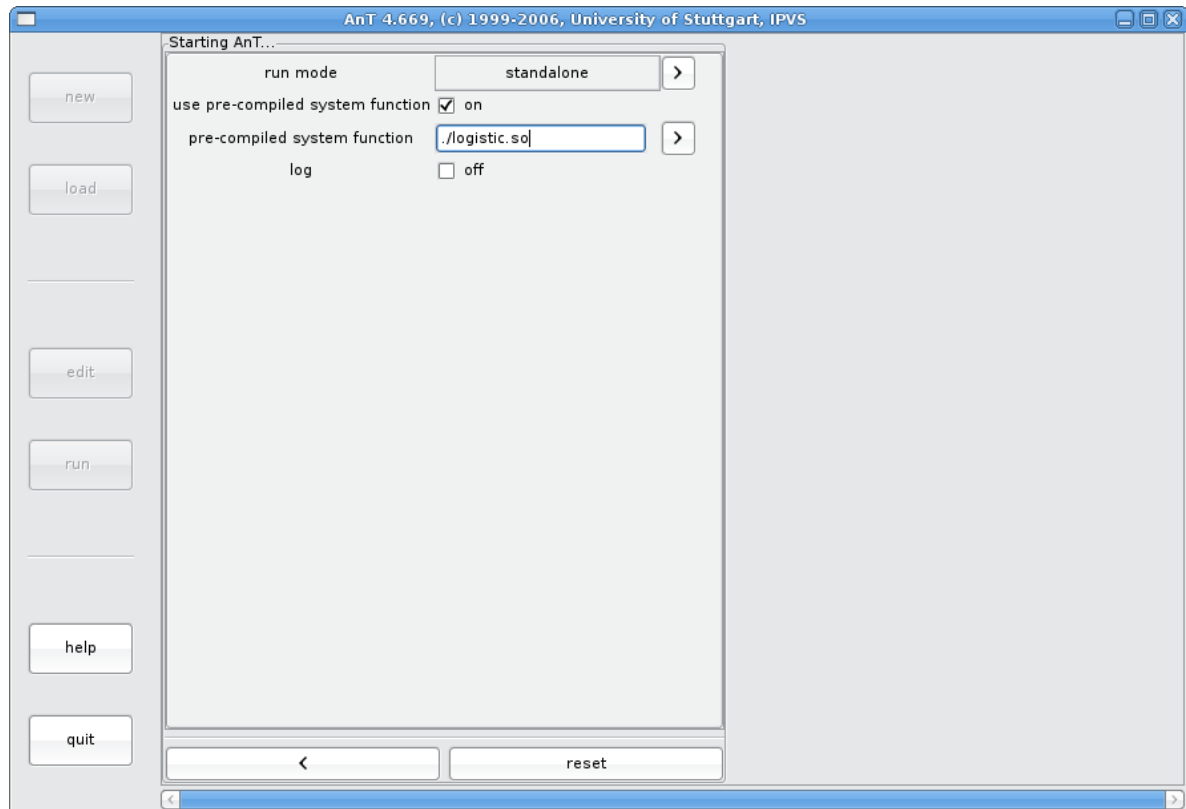 AnT 4.669, (c) 1999-2006, University of Stuttgart, IPVS
Starting AnT...
new
load
edit
run
help
quit
run mode standalone >
use pre-compiled system function on
pre-compiled system function ./logistic.so >
log off
< reset